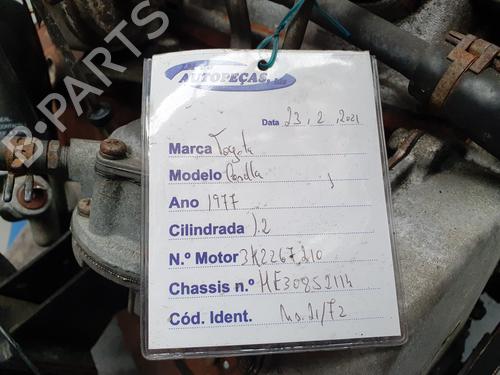 B-PARTS
AUTOPEÇAS, LDA
Data 23, 2, 2021
Marca Toyota
Modelo Corolla
Ano 1977
Cilindrada 1.2
N.º Motor 3K2267210
Chassis n.º KE30852114
Cód. Ident.